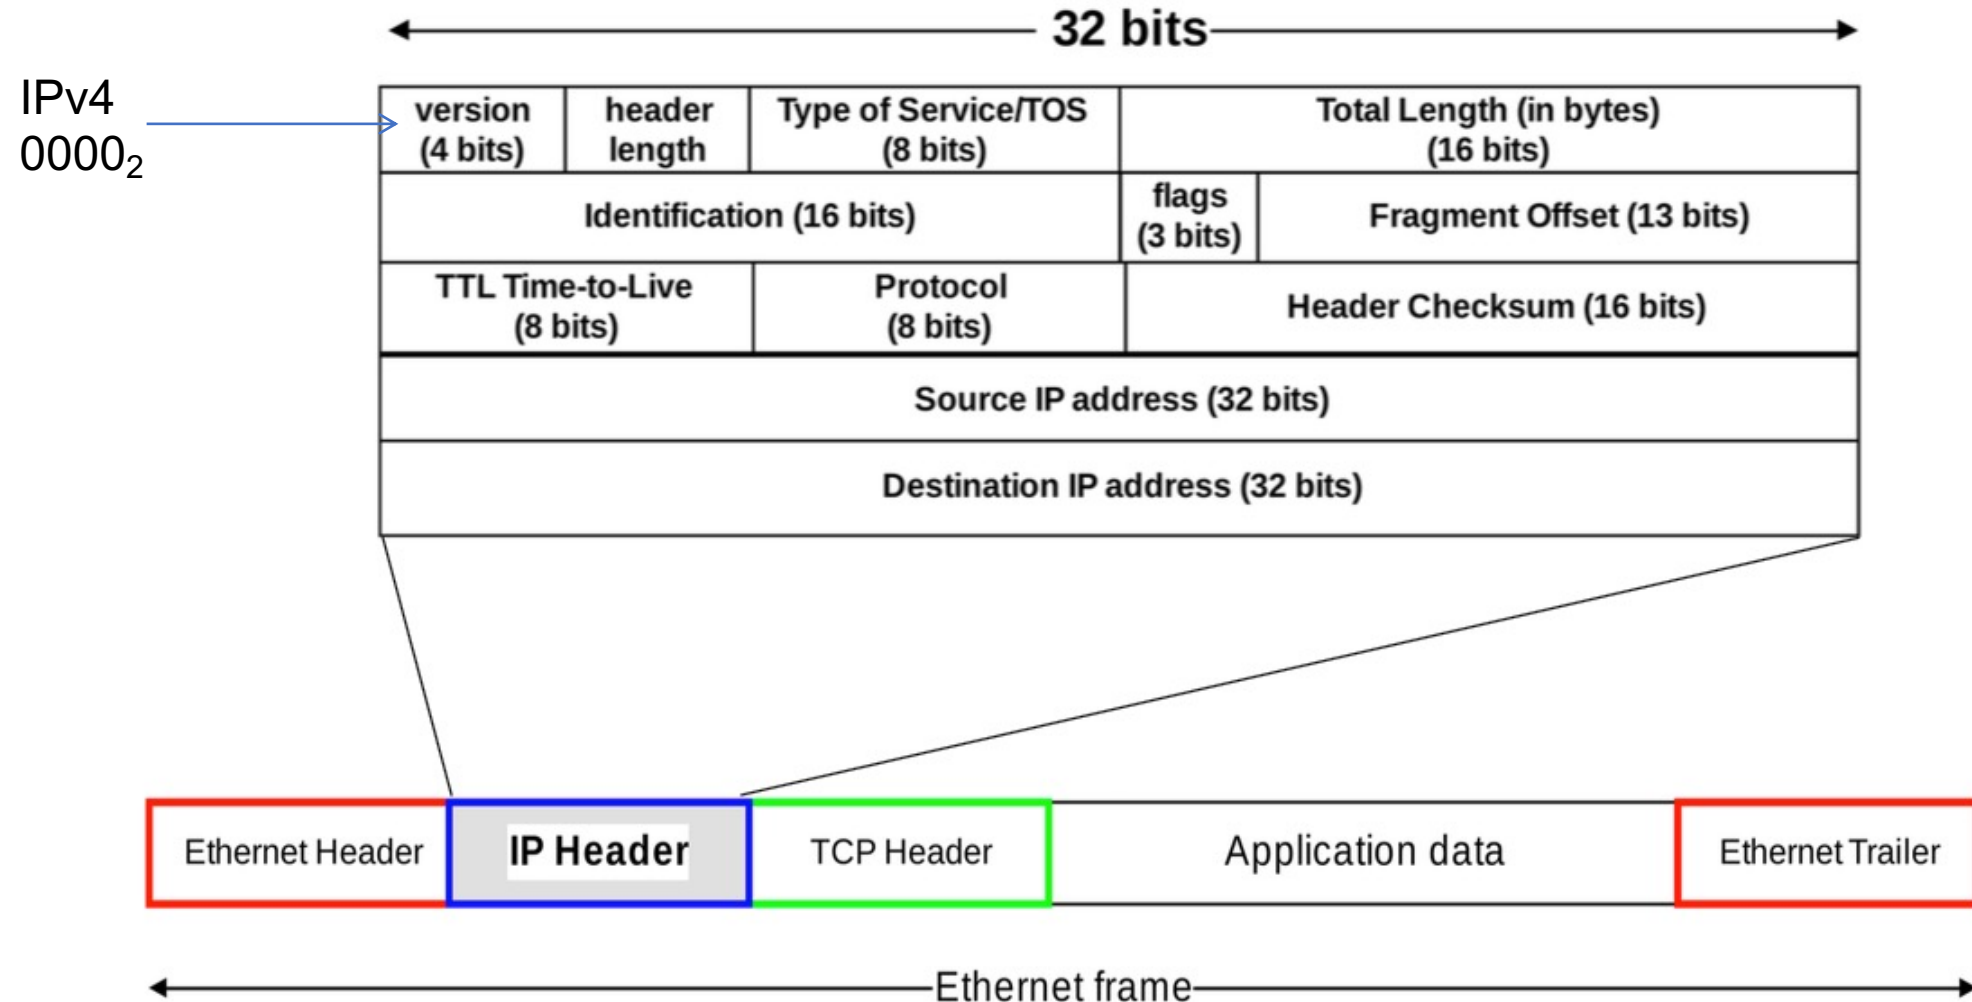 32 bits
IPv4
0000₂
version
(4 bits)
header
length
Type of Service/TOS
(8 bits)
Total Length (in bytes)
(16 bits)
Identification (16 bits)
flags
(3 bits)
Fragment Offset (13 bits)
TTL Time-to-Live
(8 bits)
Protocol
(8 bits)
Header Checksum (16 bits)
Source IP address (32 bits)
Destination IP address (32 bits)
Ethernet Header
IP Header
TCP Header
Application data
Ethernet Trailer
Ethernet frame